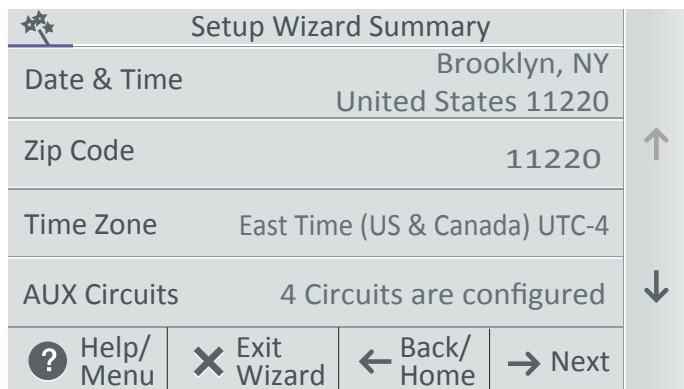 Setup Wizard Summary
Date & Time
Brooklyn, NY
United States 11220
Zip Code
11220
Time Zone
East Time (US & Canada) UTC-4
AUX Circuits
4 Circuits are configured
? Help/
Menu
Exit
Wizard
Back/
Home
Next